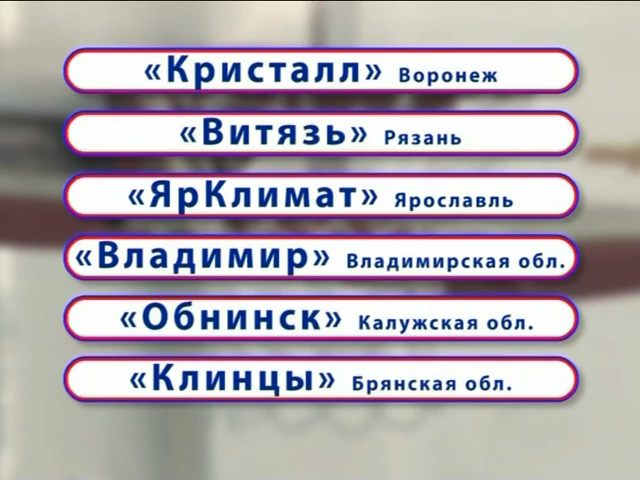 «Кристалл» Воронеж
«Витязь» Рязань
«ЯрКлимат» Ярославль
«Владимир» Владимирская обл.
«Обнинск» Калужская обл.
«Клинцы» Брянская обл.